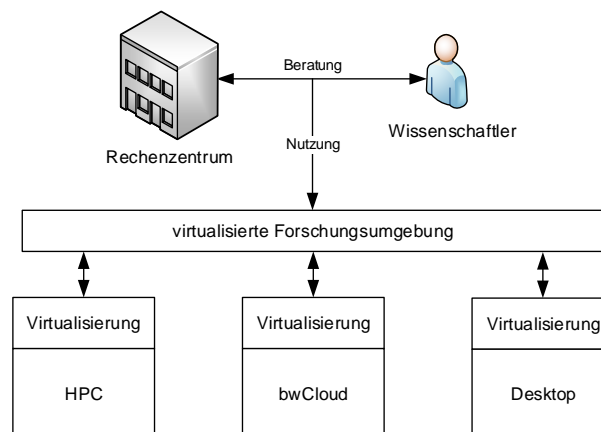 Beratung
Rechenzentrum
Wissenschaftler
Nutzung
virtualisierte Forschungsumgebung
Virtualisierung
Virtualisierung
Virtualisierung
HPC
bwCloud
Desktop